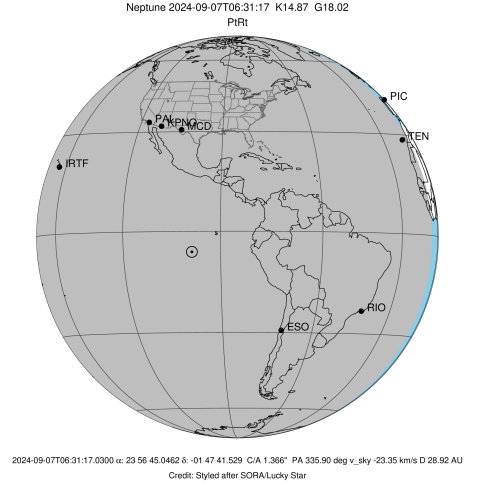 Neptune 2024-09-07T06:31:17  K14.87  G18.02
PtRt
PIC
PAL
KPNO
MCD
TEN
IRTF
RIO
ESO
2024-09-07T06:31:17.0300 α: 23 56 45.0462 δ: -01 47 41.529  C/A 1.366"  PA 335.90 deg v_sky -23.35 km/s D 28.92 AU
Credit: Styled after SORA/Lucky Star